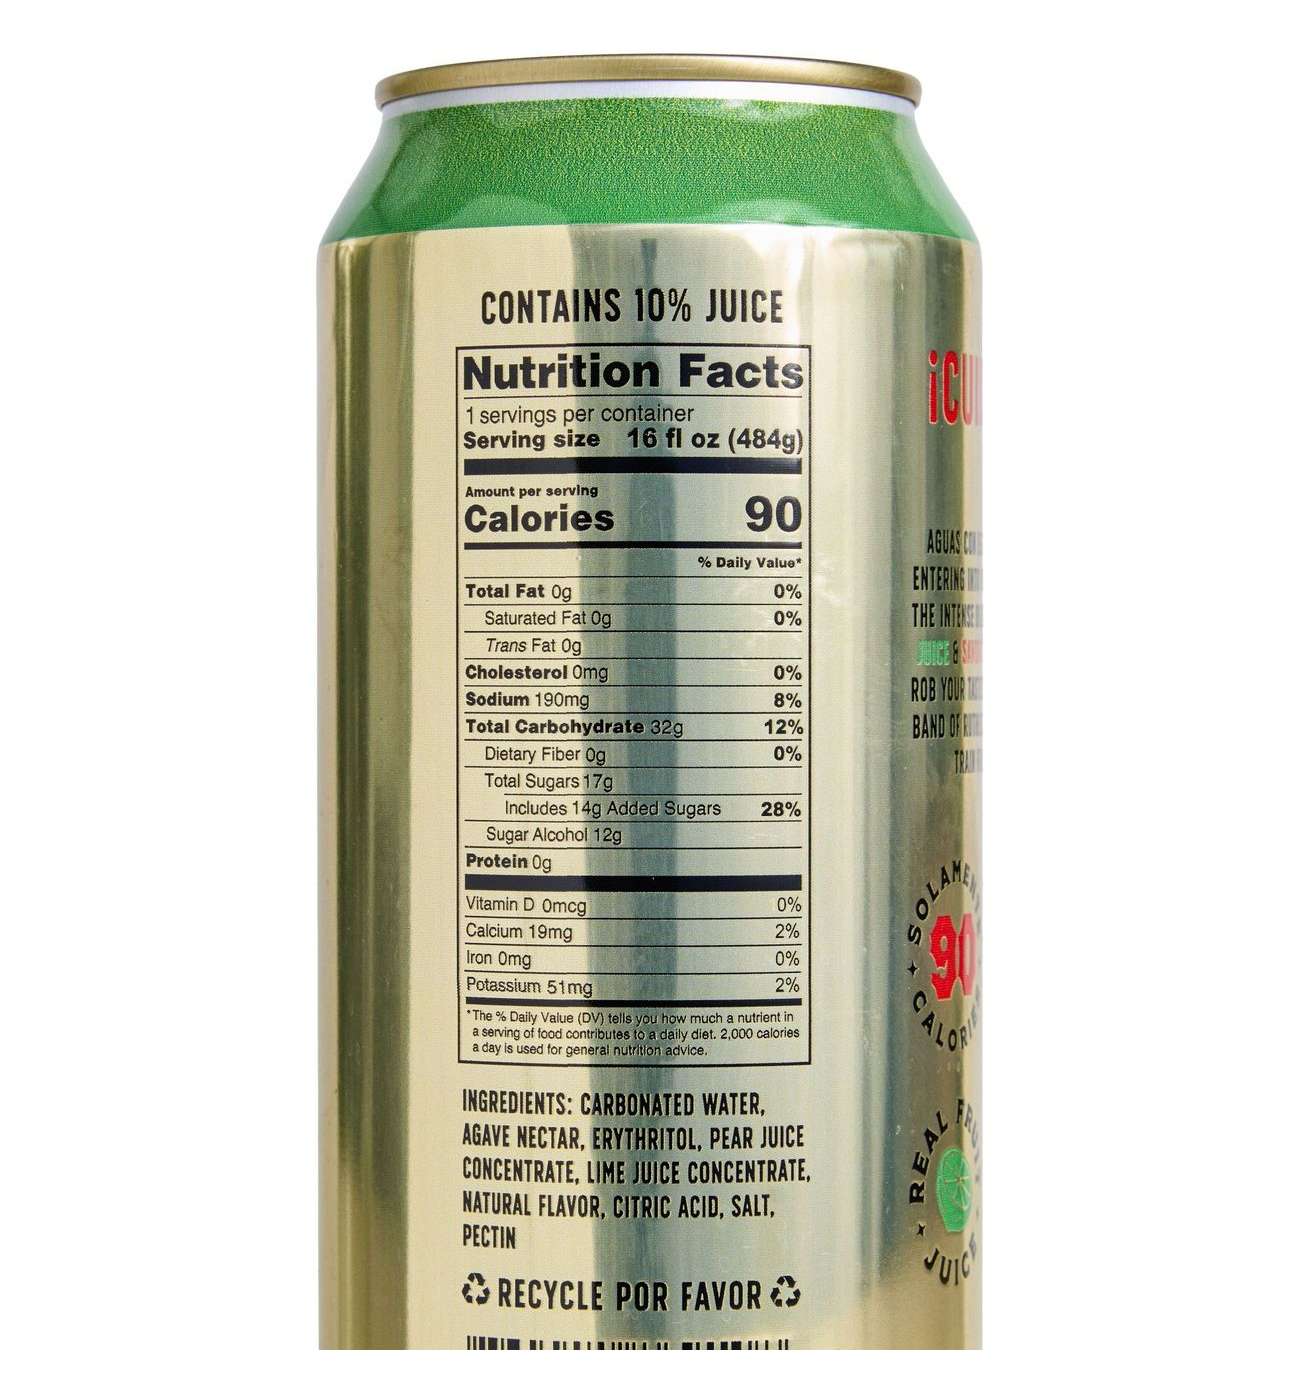 CONTAINS 10% JUICE
Nutrition Facts
1 servings per container
Serving size 16 fl oz (484g)
Amount per serving
Calories 90
% Daily Value*
Total Fat 0g 0%
Saturated Fat 0g 0%
Trans Fat 0g
Cholesterol 0mg 0%
Sodium 190mg 8%
Total Carbohydrate 32g 12%
Dietary Fiber 0g 0%
Total Sugars 17g
Includes 14g Added Sugars 28%
Sugar Alcohol 12g
Protein 0g
Vitamin D 0mcg 0%
Calcium 19mg 2%
Iron 0mg 0%
Potassium 51mg 2%
*The % Daily Value (DV) tells you how much a nutrient in
a serving of food contributes to a daily diet. 2,000 calories
a day is used for general nutrition advice.
INGREDIENTS: CARBONATED WATER,
AGAVE NECTAR, ERYTHRITOL, PEAR JUICE
CONCENTRATE, LIME JUICE CONCENTRATE,
NATURAL FLAVOR, CITRIC ACID, SALT,
PECTIN
RECYCLE POR FAVOR
AGUAS
ENTERING
THE INTENSE
JUICE &
ROB YOUR
BAND OF
90
CALORIES
REAL FRUIT
JUICE